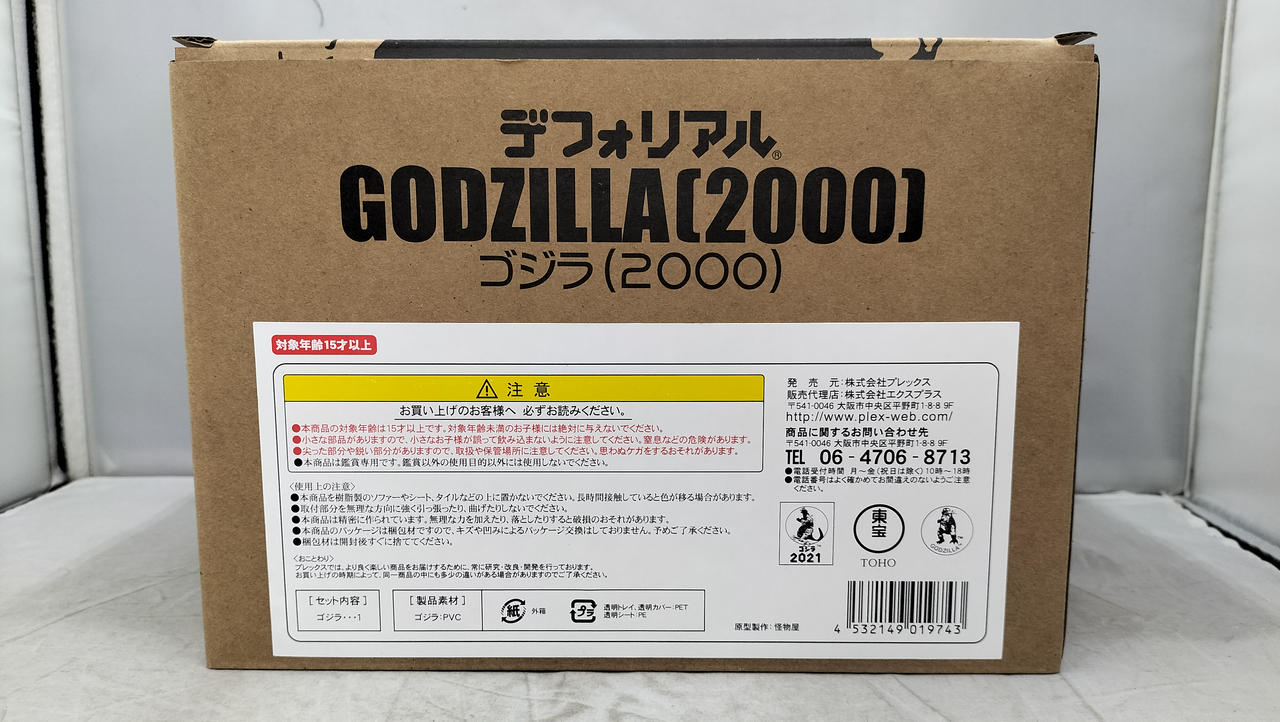 デフォリアル®
GODZILLA(2000)
ゴジラ(2000)
対象年齢15才以上
注意
お買い上げのお客様へ 必ずお読みください。
●本商品の対象年齢は15才以上です。対象年齢未満のお子様には絶対に与えないでください。
●小さな部品がありますので、小さなお子様が誤って飲み込まないように注意してください。窒息などの危険があります。
●尖った部分や鋭い部分がありますので、取扱や保管場所に注意してください。思わぬケガをするおそれがあります。
●本商品は鑑賞専用です。鑑賞以外の使用目的以外には使用しないでください。
〈使用上の注意〉
●本商品を樹脂製のソファーやシート、タイルなどの上に置かないでください。長時間接触していると色が移る場合があります。
●取付部分を無理な方向に強く引っ張ったり、曲げたりしないでください。
●本商品は精密に作られています。無理な力を加えたり、落としたりすると破損のおそれがあります。
●本商品のパッケージは梱包材ですので、キズや凹みによるパッケージ交換はしておりません。予めご了承ください。
●梱包材は開封後すぐに捨ててください。
〈おことわり〉
プレックスでは、より良く楽しい商品をお届けするために、常に研究・改良・開発を行っております。
お買い上げの時期によって、同一商品の中にも多少の違いがある場合がありますのでご了承ください。
[セット内容]
ゴジラ・・・1
[製品素材]
ゴジラ:PVC
紙
外箱
プラ
透明トレイ、透明カバー:PET
透明シート:PE
発売元:株式会社プレックス
販売代理店:株式会社エクスプラス
〒541-0046 大阪市中央区平野町1-8-8 9F
http://www.plex-web.com/
商品に関するお問い合わせ先
〒541-0046 大阪市中央区平野町1-8-8 9F
TEL 06-4706-8713
●電話受付時間 月〜金(祝日は除く)10時〜18時
●電話番号はよく確かめてお間違えのないようご注意
ください。
ゴジラ
2021
東宝
TOHO
GODZILLA
原型製作:怪物屋
4 532149 019743